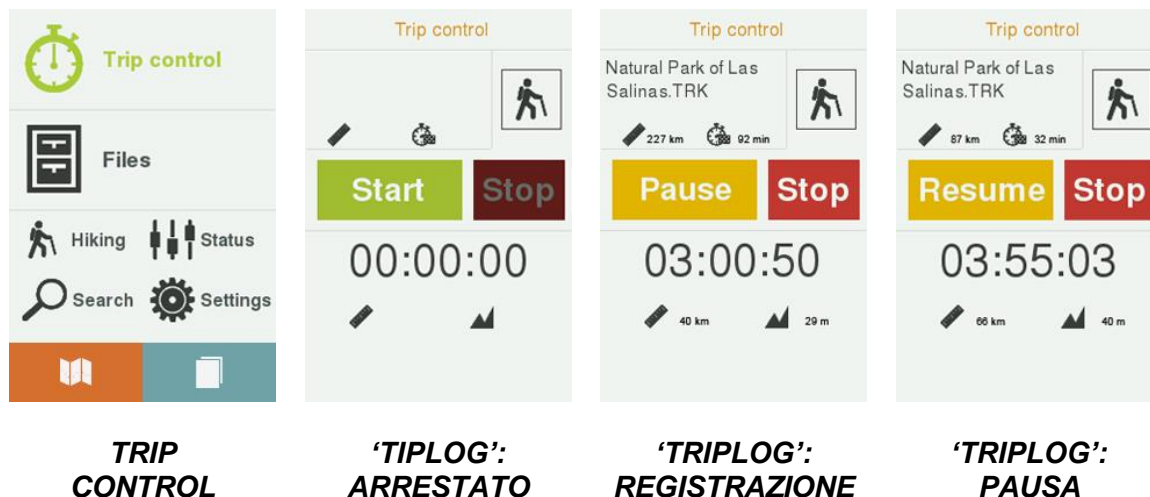 Trip control
Files
Hiking
Status
Search
Settings
TRIP
CONTROL
Trip control
Start
Stop
00:00:00
‘TIPLOG’:
ARRESTATO
Trip control
Natural Park of Las
Salinas.TRK
227 km
92 min
Pause
Stop
03:00:50
40 km
29 m
‘TRIPLOG’:
REGISTRAZIONE
Trip control
Natural Park of Las
Salinas.TRK
87 km
32 min
Resume
Stop
03:55:03
66 km
40 m
‘TRIPLOG’:
PAUSA